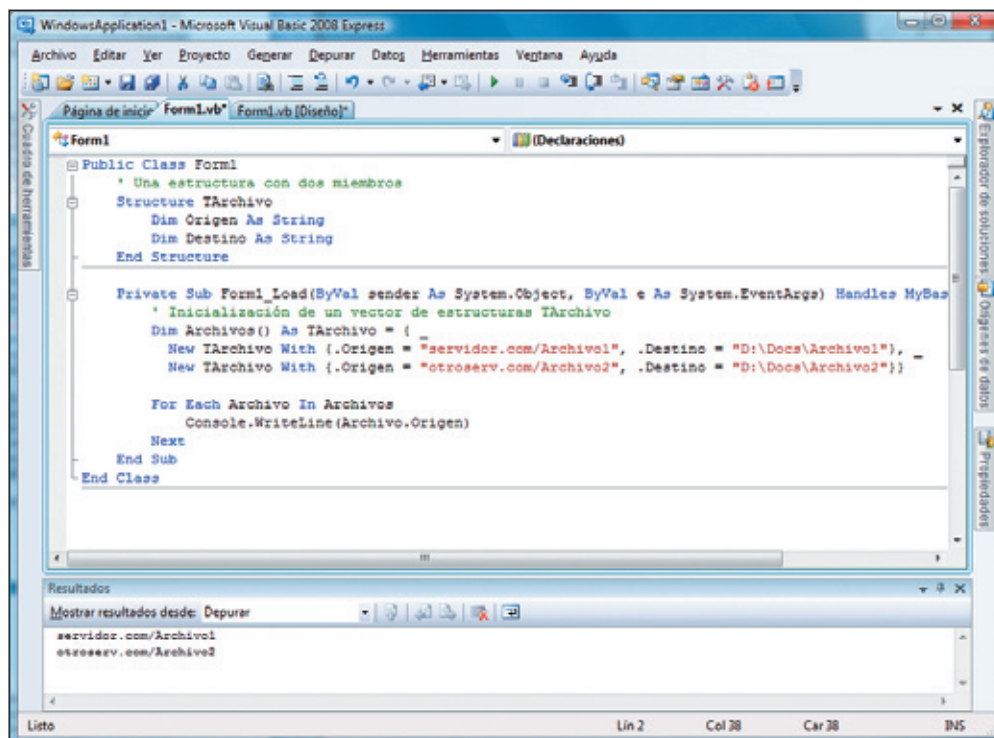 WindowsApplication1 - Microsoft Visual Basic 2008 Express
Archivo Editar Ver Proyecto Generar Depurar Datos Herramientas Ventana Ayuda
Página de inicio Form1.vb* Form1.vb [Diseño]*
Form1 (Declaraciones)
Public Class Form1
' Una estructura con dos miembros
Structure TArchivo
Dim Origen As String
Dim Destino As String
End Structure
Private Sub Form1_Load(ByVal sender As System.Object, ByVal e As System.EventArgs) Handles MyBas
' Inicialización de un vector de estructuras TArchivo
Dim Archivos() As TArchivo = { _
New TArchivo With {.Origen = "servidor.com/Archivo1", .Destino = "D:\Docs\Archivo1"}, _
New TArchivo With {.Origen = "otroserv.com/Archivo2", .Destino = "D:\Docs\Archivo2"}}
For Each Archivo In Archivos
Console.WriteLine(Archivo.Origen)
Next
End Sub
End Class
Cuadro de herramientas
Explorador de soluciones
Orígenes de datos
Propiedades
Resultados
Mostrar resultados desde: Depurar
servidor.com/Archivo1
otroserv.com/Archivo2
Listo Lín 2 Col 38 Car 38 INS